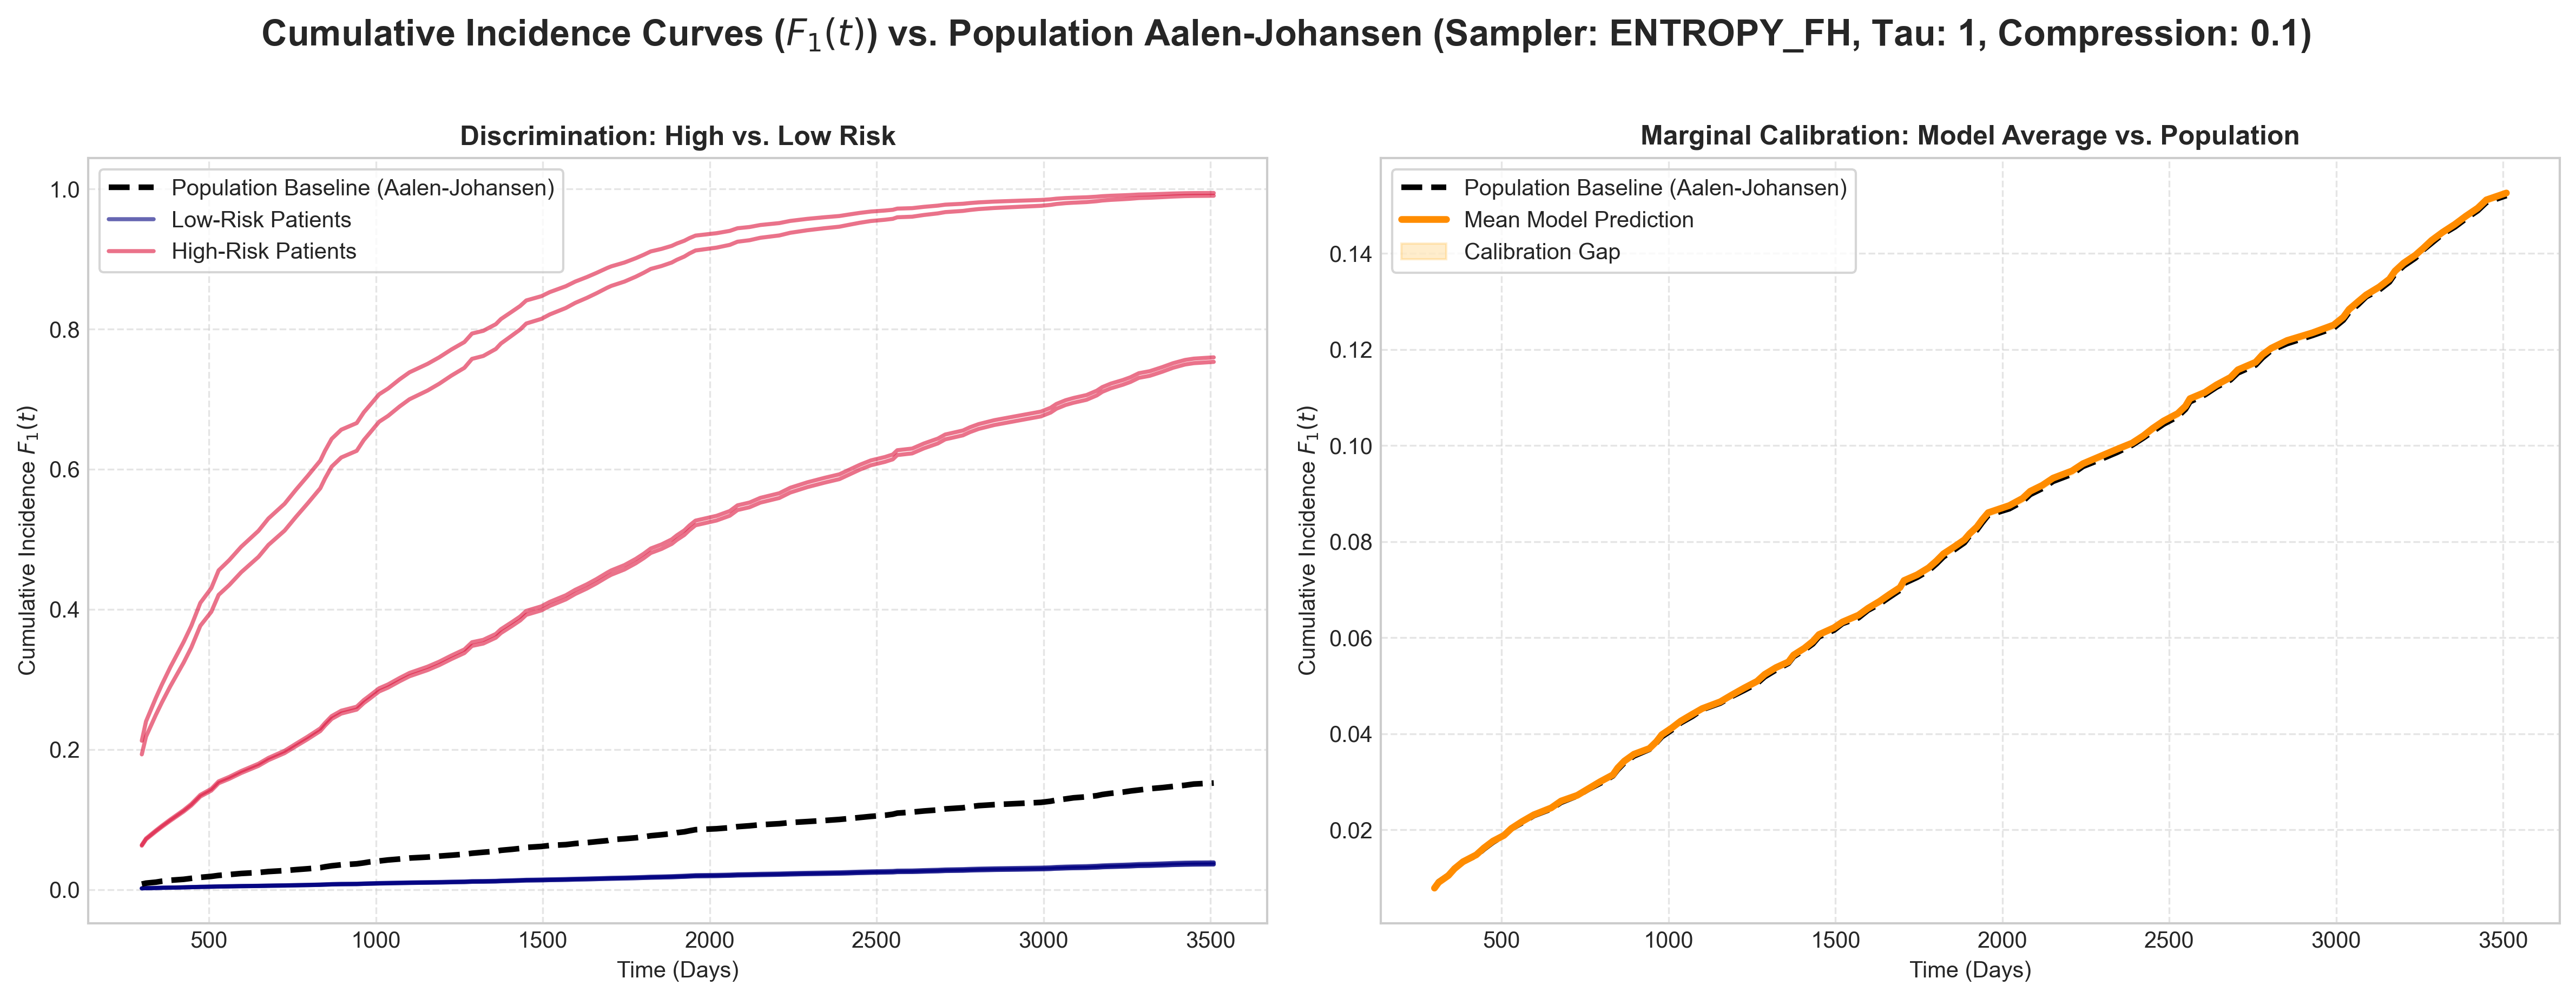 Cumulative Incidence Curves (F₁(t)) vs. Population Aalen-Johansen (Sampler: ENTROPY_FH, Tau: 1, Compression: 0.1)
Discrimination: High vs. Low Risk
Population Baseline (Aalen-Johansen)
Low-Risk Patients
High-Risk Patients
1.0
0.8
0.6
0.4
0.2
0.0
Cumulative Incidence F₁(t)
500
1000
1500
2000
2500
3000
3500
Time (Days)
Marginal Calibration: Model Average vs. Population
Population Baseline (Aalen-Johansen)
Mean Model Prediction
Calibration Gap
0.14
0.12
0.10
0.08
0.06
0.04
0.02
Cumulative Incidence F₁(t)
500
1000
1500
2000
2500
3000
3500
Time (Days)